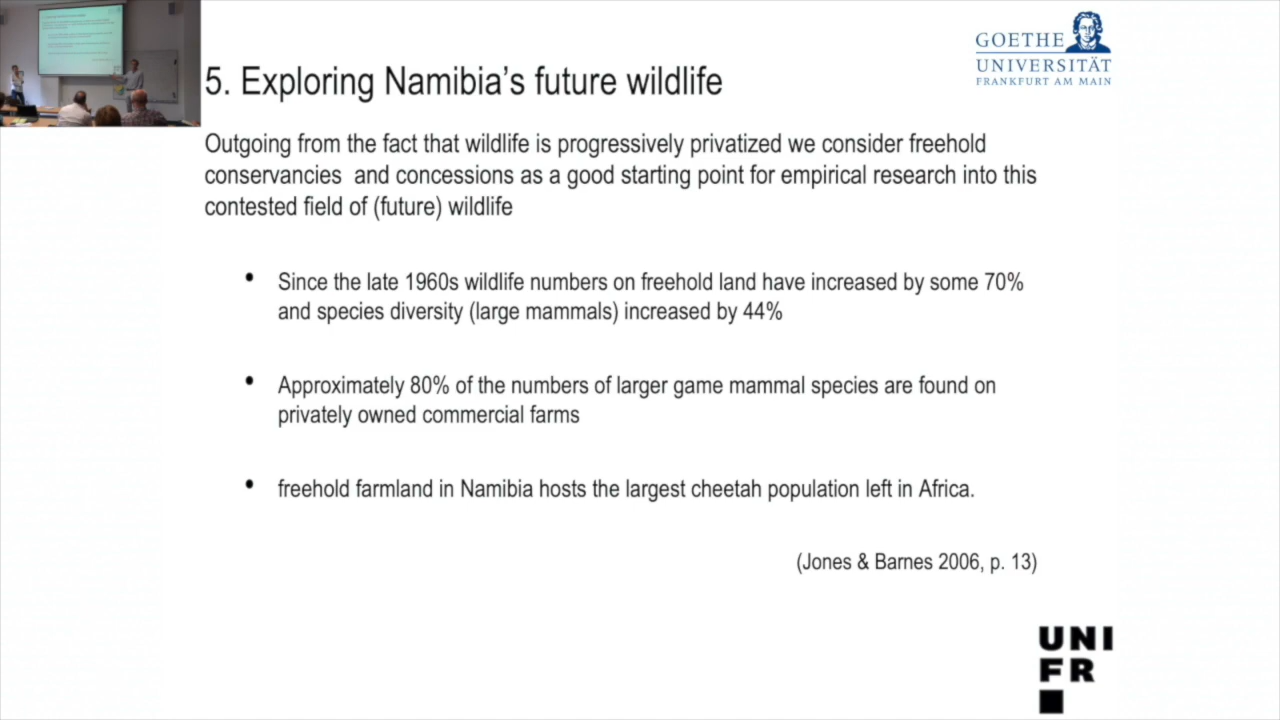 GOETHE
UNIVERSITÄT
FRANKFURT AM MAIN
5. Exploring Namibia's future wildlife
Outgoing from the fact that wildlife is progressively privatized we consider freehold
conservancies and concessions as a good starting point for empirical research into this
contested field of (future) wildlife
• Since the late 1960s wildlife numbers on freehold land have increased by some 70%
and species diversity (large mammals) increased by 44%
• Approximately 80% of the numbers of larger game mammal species are found on
privately owned commercial farms
• freehold farmland in Namibia hosts the largest cheetah population left in Africa.
(Jones & Barnes 2006, p. 13)
UNI
FR